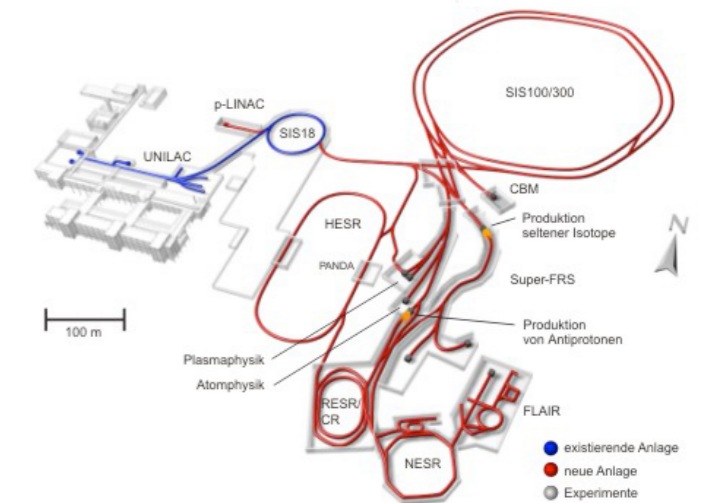 SIS100/300
p-LINAC
SIS18
UNILAC
CBM
Produktion
seltener Isotope
HESR
N
PANDA
Super-FRS
100 m
Produktion
von Antiprotonen
Plasmaphysik
Atomphysik
RESR/
CR
FLAIR
NESR
existierende Anlage
neue Anlage
Experimente